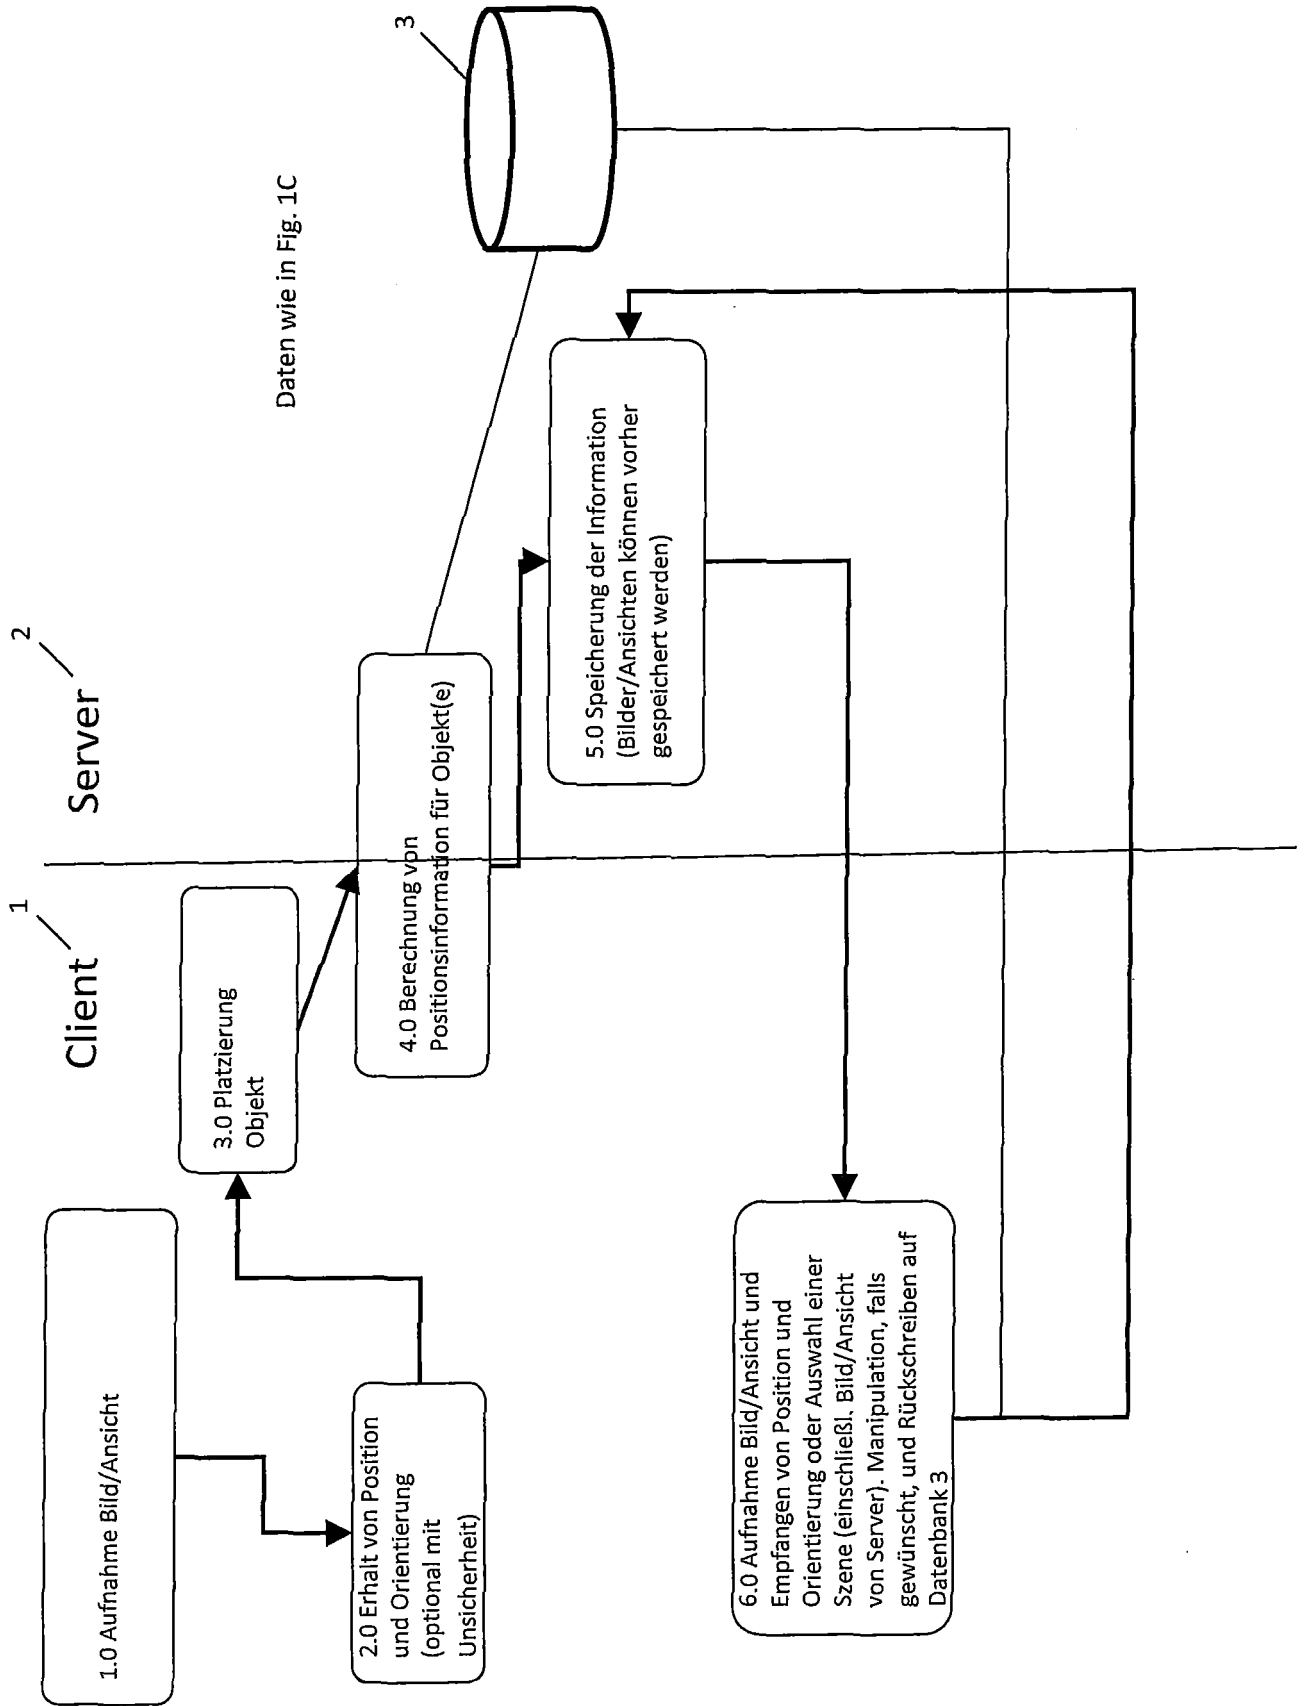 Client
1
Server
2
1.0 Aufnahme Bild/Ansicht
2.0 Erhalt von Position
und Orientierung
(optional mit
Unsicherheit)
3.0 Platzierung
Objekt
4.0 Berechnung von
Positionsinformation für Objekt(e)
Daten wie in Fig. 1C
3
5.0 Speicherung der Information
(Bilder/Ansichten können vorher
gespeichert werden)
6.0 Aufnahme Bild/Ansicht und
Empfangen von Position und
Orientierung oder Auswahl einer
Szene (einschließl. Bild/Ansicht
von Server). Manipulation, falls
gewünscht, und Rückschreiben auf
Datenbank 3